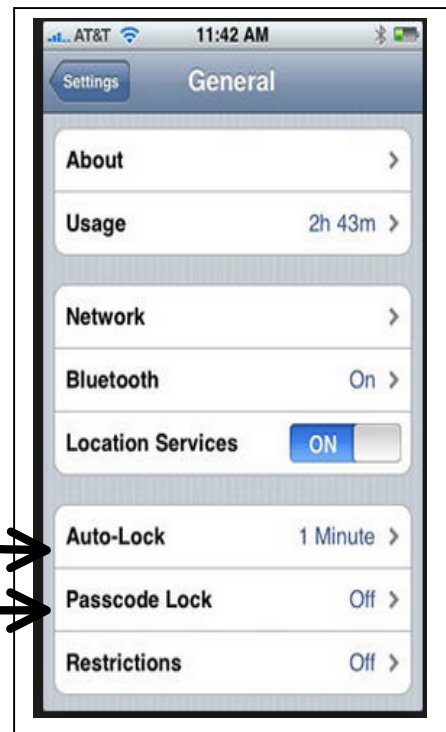 AT&T 11:42 AM
Settings General
About
Usage 2h 43m
Network
Bluetooth On
Location Services ON
Auto-Lock 1 Minute
Passcode Lock Off
Restrictions Off